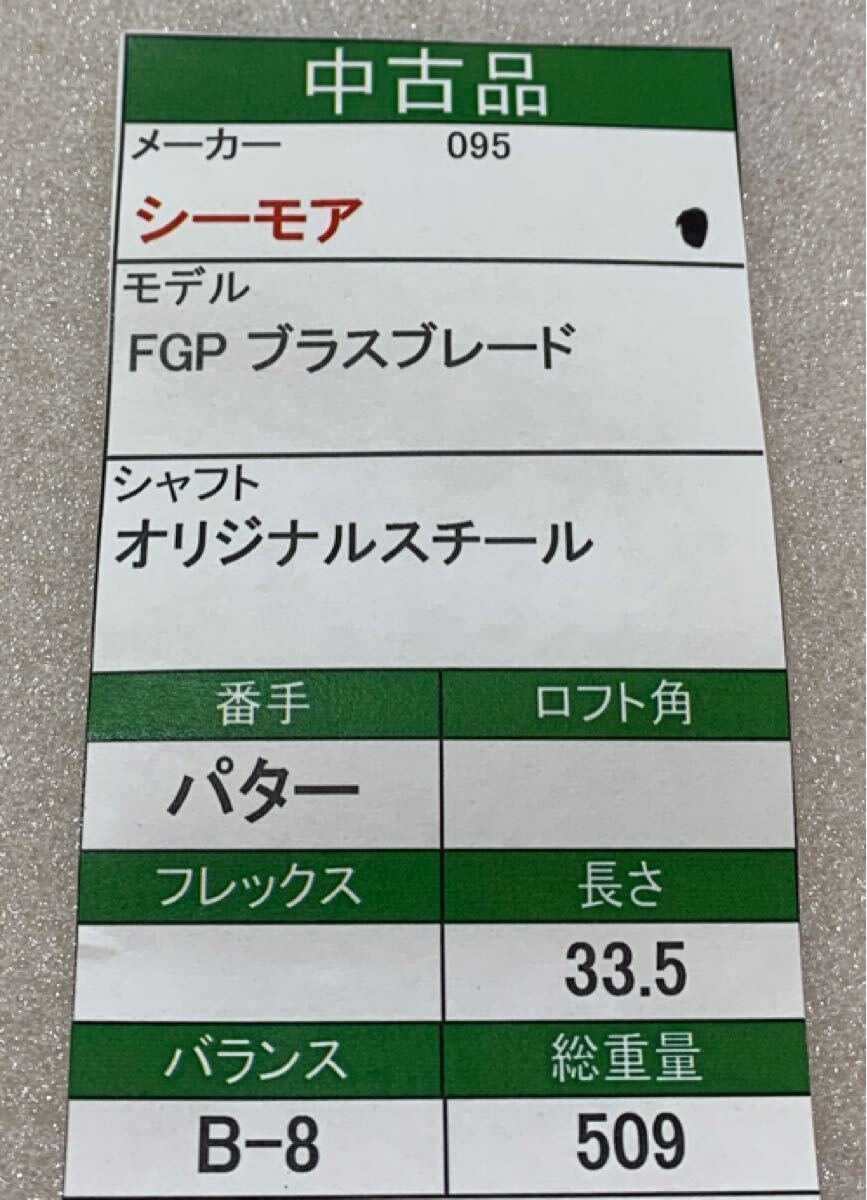 中古品
メーカー 095
シーモア
モデル
FGP ブラスブレード
シャフト
オリジナルスチール
番手 ロフト角
パター
フレックス 長さ
33.5
バランス 総重量
B-8 509